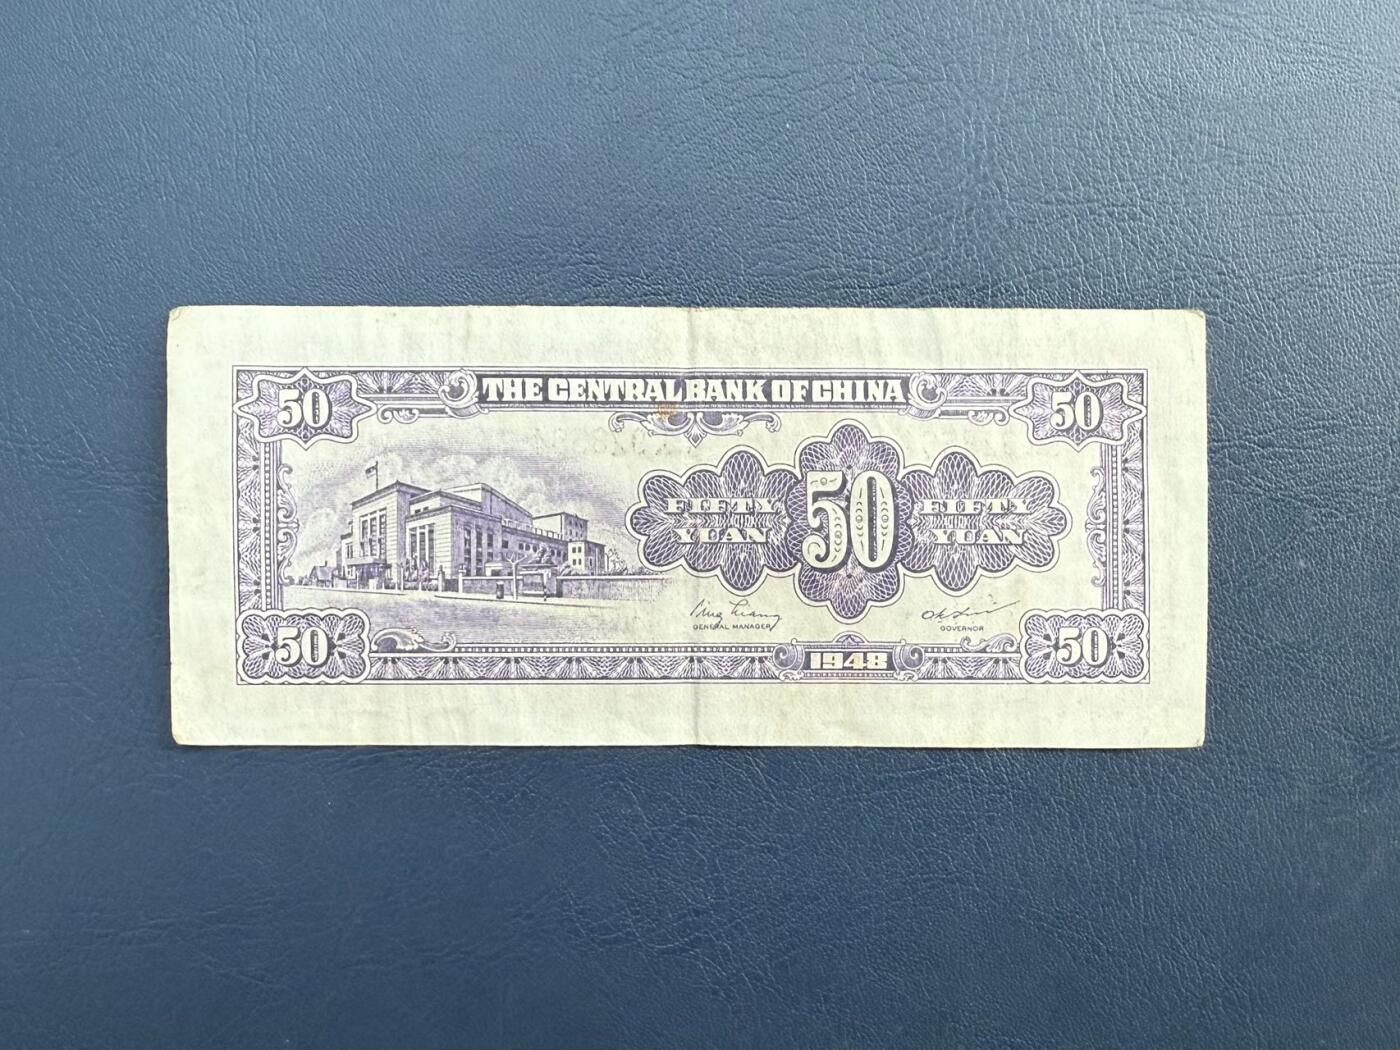 THE CENTRAL BANK OF CHINA
50 50
FIFTY YUAN 50 FIFTY YUAN
GENERAL MANAGER GOVERNOR
50 1948 50